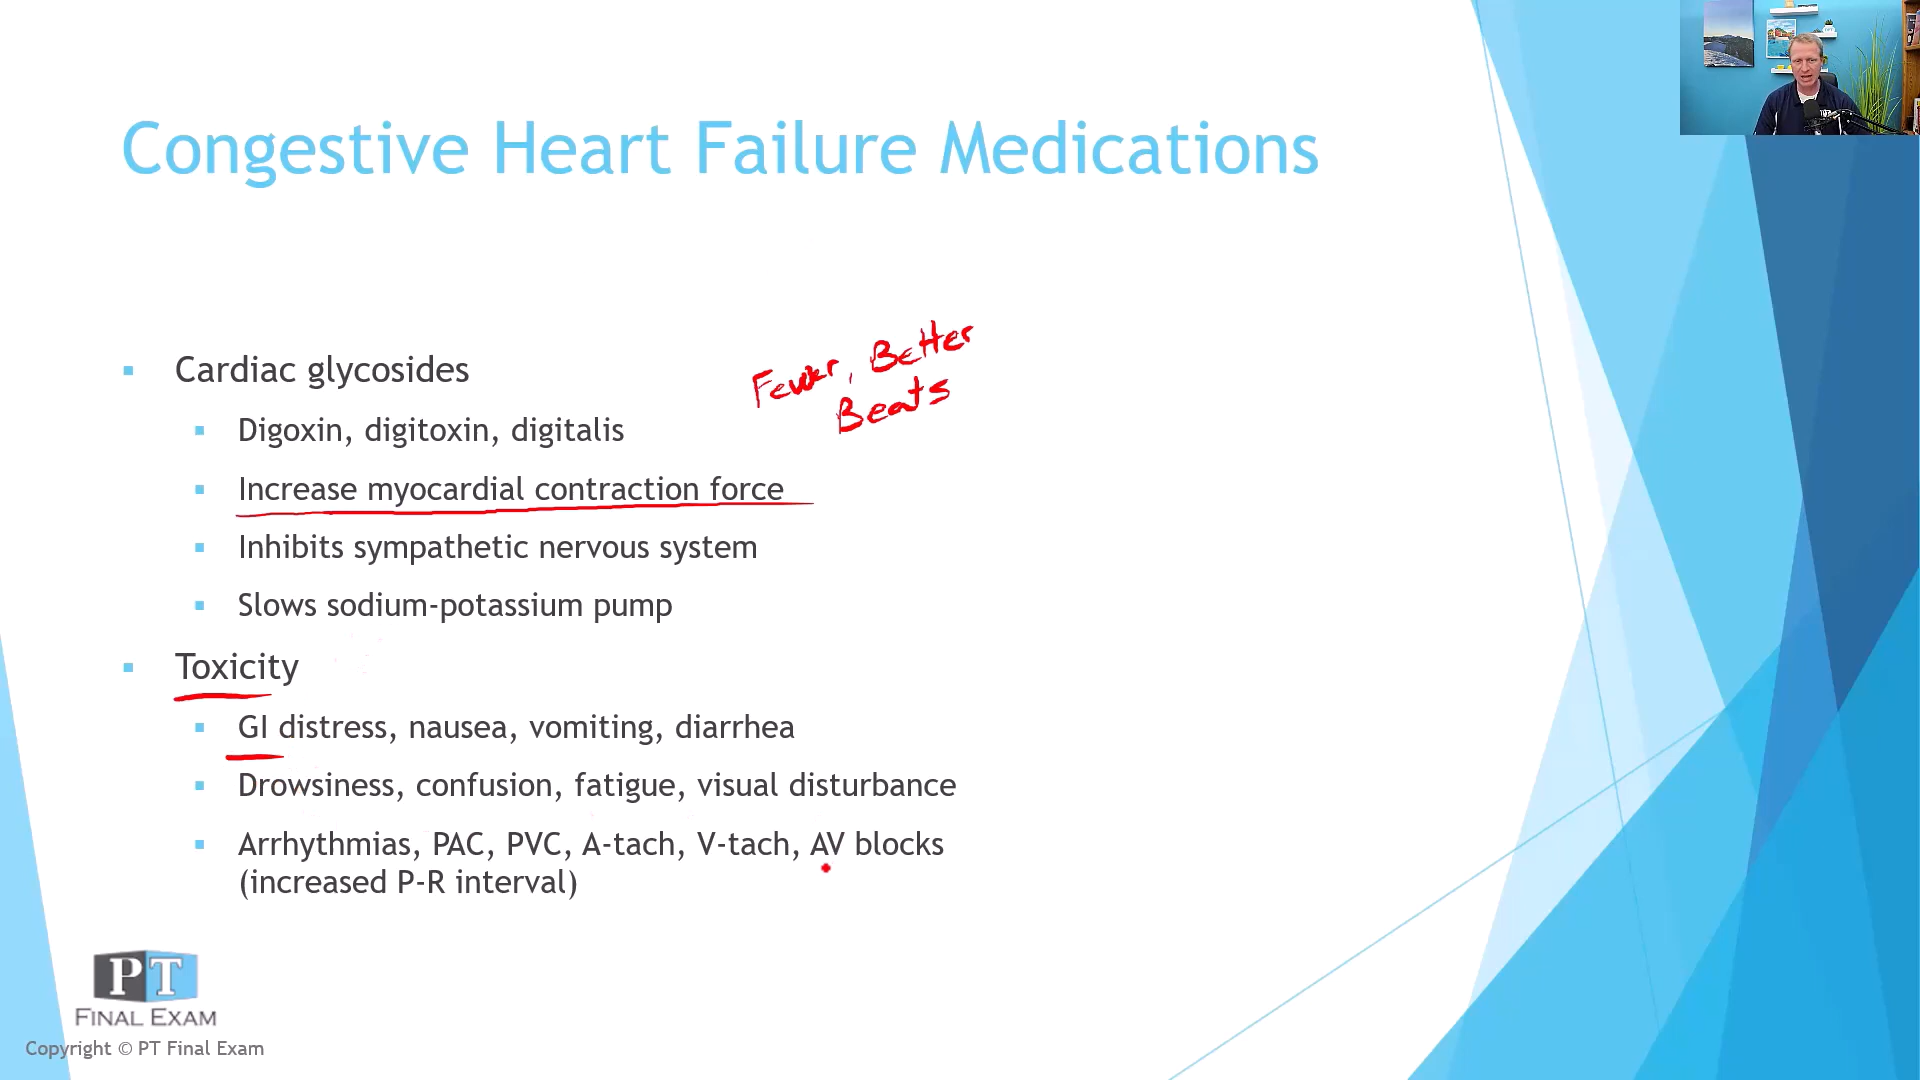 Congestive Heart Failure Medications
Fewer, Better
Beats
Cardiac glycosides
Digoxin, digitoxin, digitalis
Increase myocardial contraction force
Inhibits sympathetic nervous system
Slows sodium-potassium pump
Toxicity
GI distress, nausea, vomiting, diarrhea
Drowsiness, confusion, fatigue, visual disturbance
Arrhythmias, PAC, PVC, A-tach, V-tach, AV blocks
(increased P-R interval)
PT
FINAL EXAM
Copyright © PT Final Exam